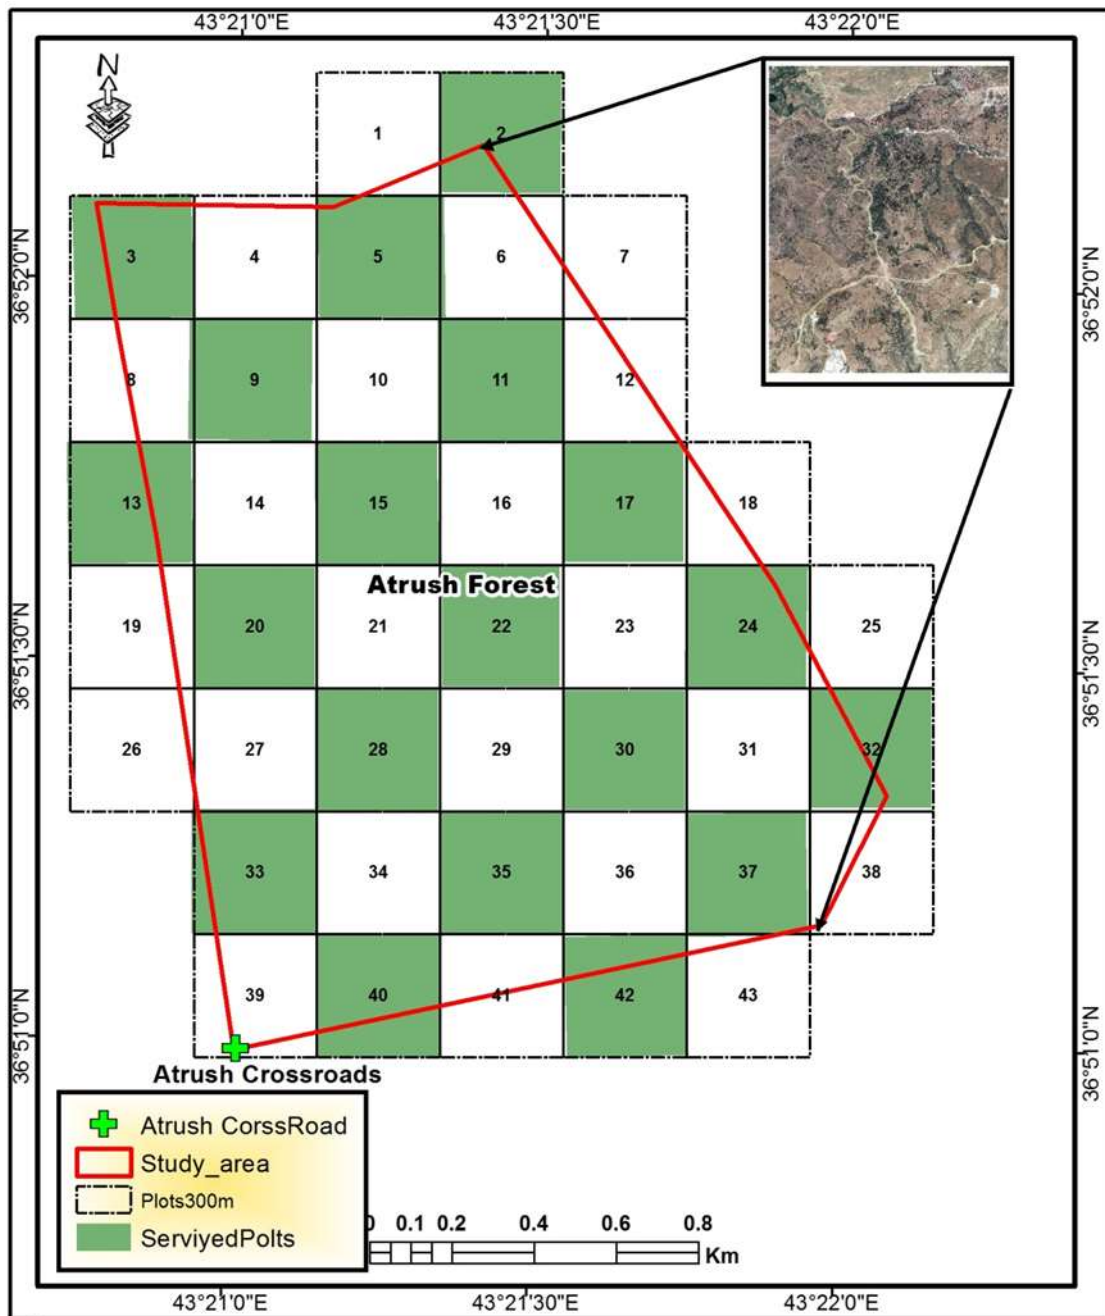 43°21'0"E 43°21'30"E 43°22'0"E
N
1 2
3 4 5 6 7
36°52'0"N
36°52'0"N
8 9 10 11 12
13 14 15 16 17 18
Atrush Forest
19 20 21 22 23 24 25
36°51'30"N
36°51'30"N
26 27 28 29 30 31 32
33 34 35 36 37 38
39 40 41 42 43
36°51'0"N
36°51'0"N
Atrush Crossroads
Atrush CorssRoad
Study_area
Plots300m
ServiyedPolts
0 0.1 0.2 0.4 0.6 0.8
Km
43°21'0"E 43°21'30"E 43°22'0"E